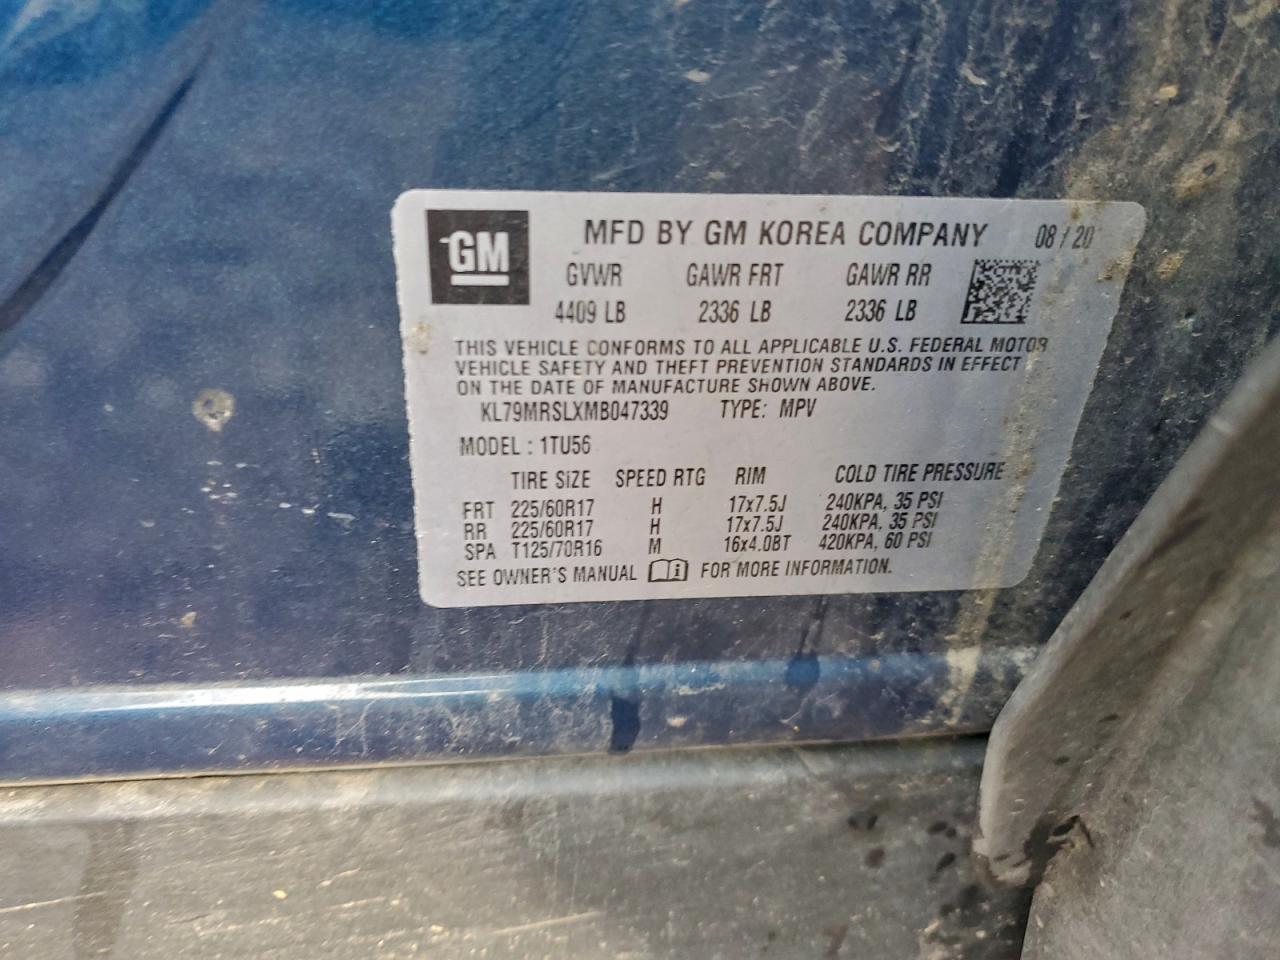 GM MFD BY GM KOREA COMPANY 08 / 20
GVWR GAWR FRT GAWR RR
4409 LB 2336 LB 2336 LB
THIS VEHICLE CONFORMS TO ALL APPLICABLE U.S. FEDERAL MOTOR
VEHICLE SAFETY AND THEFT PREVENTION STANDARDS IN EFFECT
ON THE DATE OF MANUFACTURE SHOWN ABOVE.
KL79MRSLXMB047339 TYPE: MPV
MODEL : 1TU56
TIRE SIZE SPEED RTG RIM COLD TIRE PRESSURE
FRT 225/60R17 H 17x7.5J 240KPA, 35 PSI
RR 225/60R17 H 17x7.5J 240KPA, 35 PSI
SPA T125/70R16 M 16x4.0BT 420KPA, 60 PSI
SEE OWNER'S MANUAL FOR MORE INFORMATION.